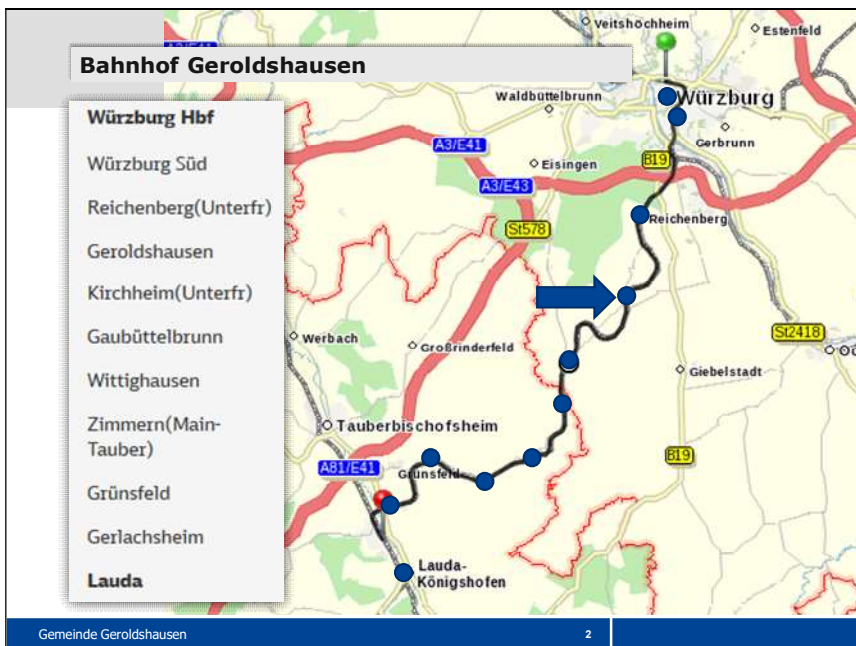 Bahnhof Geroldshausen
Würzburg Hbf
Würzburg Süd
Reichenberg(Unterfr)
Geroldshausen
Kirchheim(Unterfr)
Gaubüttelbrunn
Wittighausen
Zimmern(Main-
Tauber)
Grünsfeld
Gerlachsheim
Lauda
Veitshöchheim
Estenfeld
Waldbüttelbrunn
Würzburg
A3/E41
Gerbrunn
Eisingen
B19
A3/E43
Reichenberg
St578
Werbach
Großrinderfeld
St2418
Giebelstadt
Tauberbischofsheim
B19
A81/E41
Grünsfeld
Lauda-
Königshofen
Gemeinde Geroldshausen
2